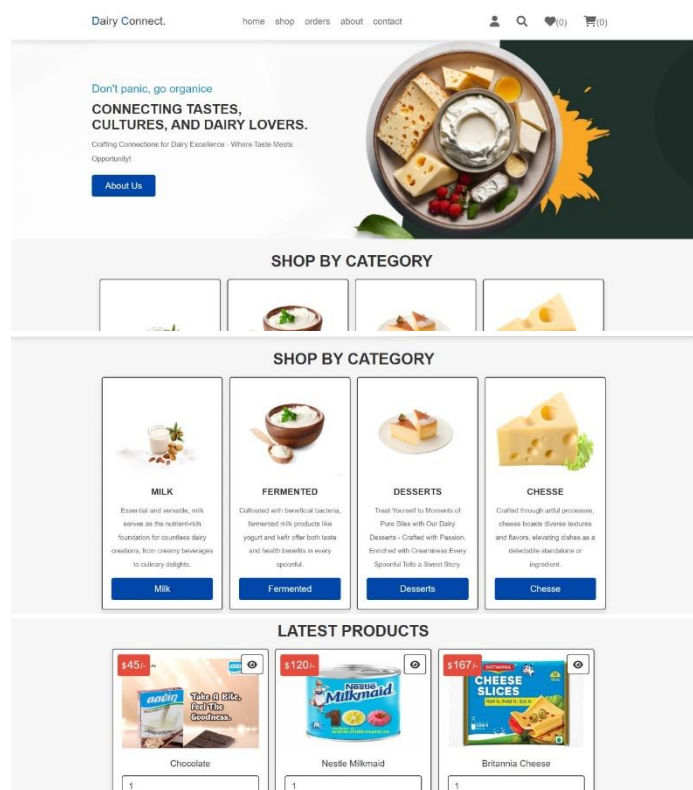 Dairy Connect.
home shop orders about contact
(0) (0)
Don't panic, go organice
CONNECTING TASTES,
CULTURES, AND DAIRY LOVERS.
Crafting Connections for Dairy Excellence - Where Taste Meets
Opportunity!
About Us
SHOP BY CATEGORY
SHOP BY CATEGORY
MILK
Essential and versatile, milk
serves as the nutrient-rich
foundation for countless dairy
creations, from creamy beverages
to culinary delights.
Milk
FERMENTED
Cultivated with beneficial bacteria,
fermented milk products like
yogurt and kefir offer both taste
and health benefits in every
spoonful.
Fermented
DESSERTS
Treat Yourself to Moments of
Pure Bliss with Our Dairy
Desserts - Crafted with Passion,
Enriched with Creaminess.Every
Spoonful Tells a Sweet Story.
Desserts
CHESSE
Crafted through artful processes,
cheese boasts diverse textures
and flavors, elevating dishes as a
delectable standalone or
ingredient.
Chesse
LATEST PRODUCTS
$45/-
aavin
Take A Bite,
Feel The
Goodness.
Chocolate
1
$120/-
Nestle
Milkmaid
www.milkmaid.in
Nestle Milkmaid
1
$167/-
BRITANNIA
CHEESE
SLICES
Britannia Cheese
1